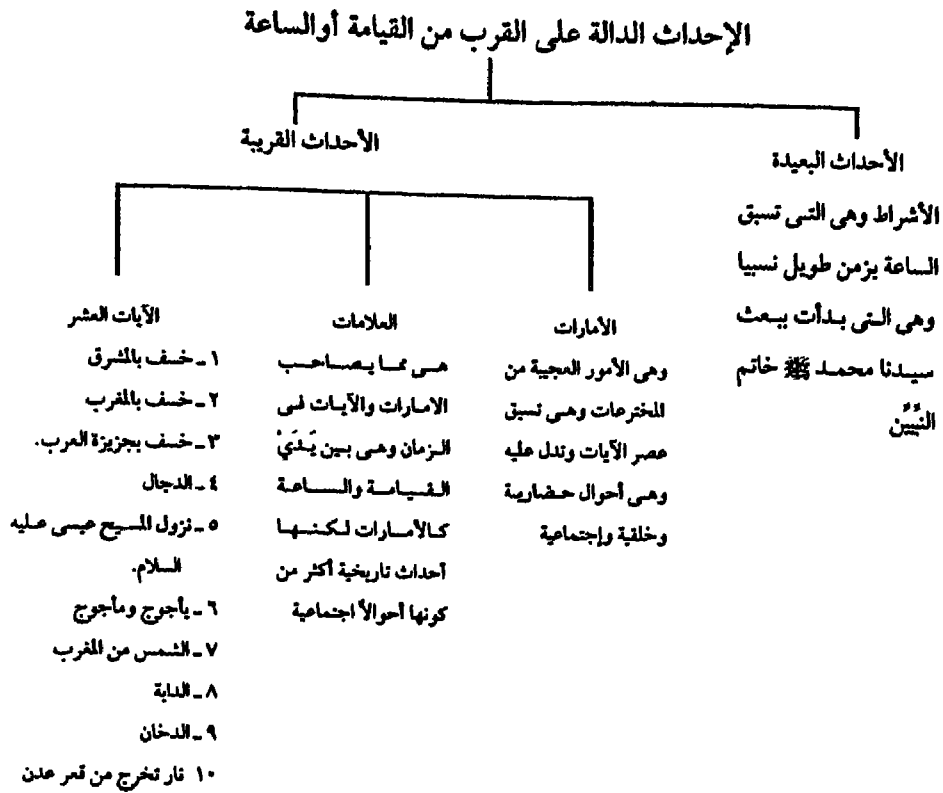 الإحداث الدالة على القرب من القيامة أوالساعة
الأحداث البعيدة
الأشراط وهى التى تسبق
الساعة بزمن طويل نسبيا
وهى التى بدأت ببعث
سيدنا محمد ﷺ خاتم
النبيِّين
الأحداث القريبة
الأمارات
وهى الأمور العجيبة من
المخترعات وهى تسبق
عصر الآيات وتدل عليه
وهى أحوال حضارية
وخلقية وإجتماعية
العلامات
هى مما يصاحب
الامارات والآيات فى
الزمان وهى بين يَدَيْ
القيامة والساعة
كالأمارات لكنها
أحداث تاريخية أكثر من
كونها أحوالاً اجتماعية
الآيات العشر
١ ـ خسف بالمشرق
٢ ـ خسف بالمغرب
٣ ـ خسف بجزيزة العرب.
٤ ـ الدجال
٥ ـ نزول المسيح عيسى عليه
السلام.
٦ ـ يأجوج ومأجوج
٧ ـ الشمس من المغرب
٨ ـ الدابة
٩ ـ الدخان
١٠ نار تخرج من قعر عدن